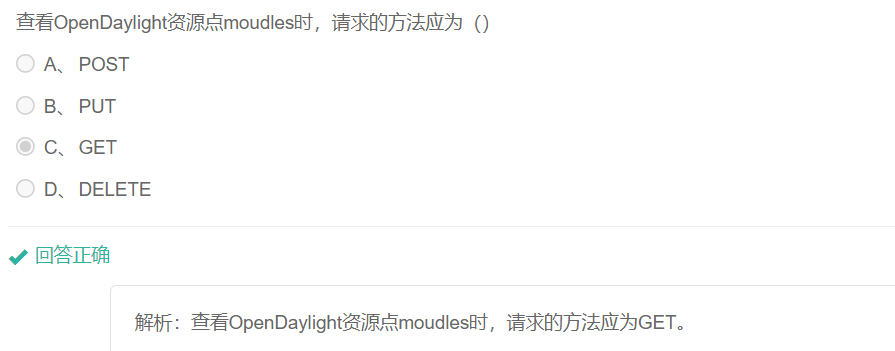 查看OpenDaylight资源点moudles时，请求的方法应为（）
A、 POST
B、 PUT
C、 GET
D、 DELETE
回答正确
解析：查看OpenDaylight资源点moudles时，请求的方法应为GET。